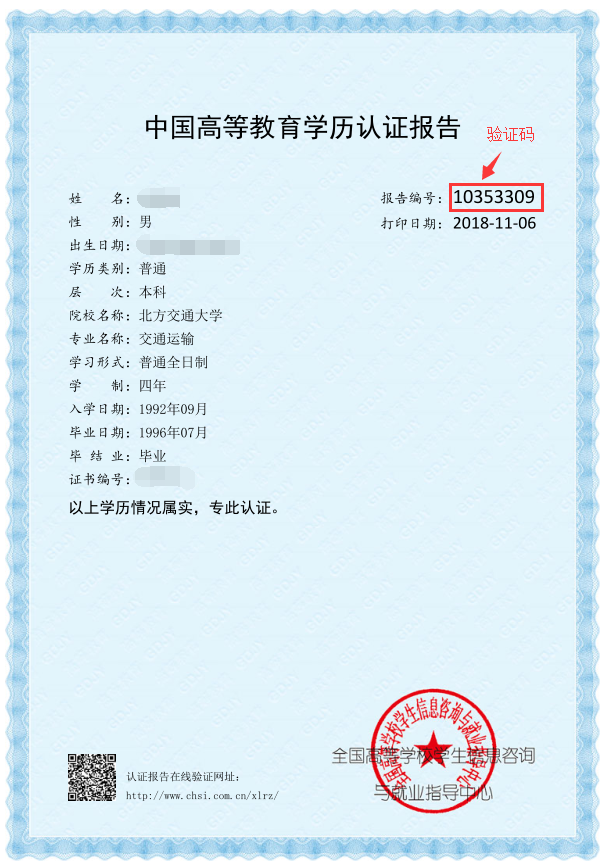 中国高等教育学历认证报告
验证码
姓 名：
报告编号：10353309
性 别：男
打印日期：2018-11-06
出生日期：
学历类别：普通
层 次：本科
院校名称：北方交通大学
专业名称：交通运输
学习形式：普通全日制
学 制：四年
入学日期：1992年09月
毕业日期：1996年07月
毕 结 业：毕业
证书编号：
以上学历情况属实，专此认证。
全国高等学校学生信息咨询与就业指导中心
全国高等学校学生信息咨询
与就业指导中心
认证报告在线验证网址：
http://www.chsi.com.cn/xlrz/